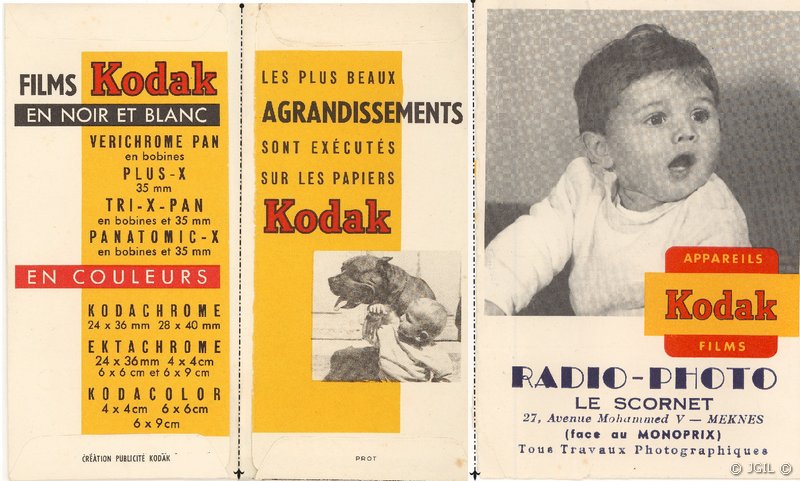 FILMS Kodak
EN NOIR ET BLANC
VERICHROME PAN
en bobines
PLUS-X
35 mm
TRI-X-PAN
en bobines et 35 mm
PANATOMIC-X
en bobines et 35 mm
EN COULEURS
KODACHROME
24 x 36 mm 28 x 40 mm
EKTACHROME
24 x 36mm 4 x 4cm
6 x 6 cm et 6 x 9 cm
KODACOLOR
4 x 4cm 6 x 6cm
6 x 9cm
CRÉATION PUBLICITÉ KODAK
LES PLUS BEAUX
AGRANDISSEMENTS
SONT EXÉCUTÉS
SUR LES PAPIERS
Kodak
PROT
APPAREILS
Kodak
FILMS
RADIO-PHOTO
LE SCORNET
27, Avenue Mohammed V — MEKNES
(face au MONOPRIX)
Tous Travaux Photographiques
© JGIL ©